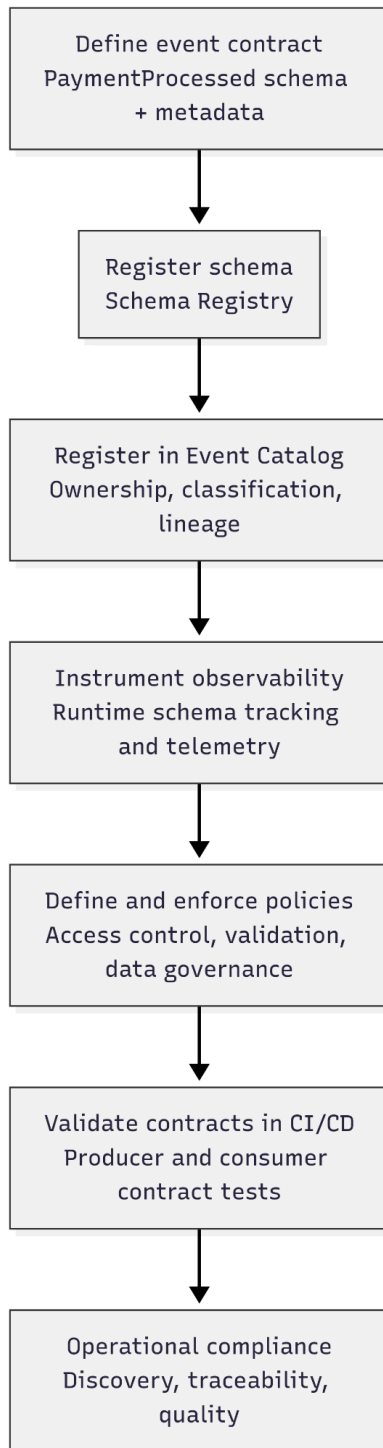 Define event contract
PaymentProcessed schema
+ metadata
Register schema
Schema Registry
Register in Event Catalog
Ownership, classification,
lineage
Instrument observability
Runtime schema tracking
and telemetry
Define and enforce policies
Access control, validation,
data governance
Validate contracts in CI/CD
Producer and consumer
contract tests
Operational compliance
Discovery, traceability,
quality